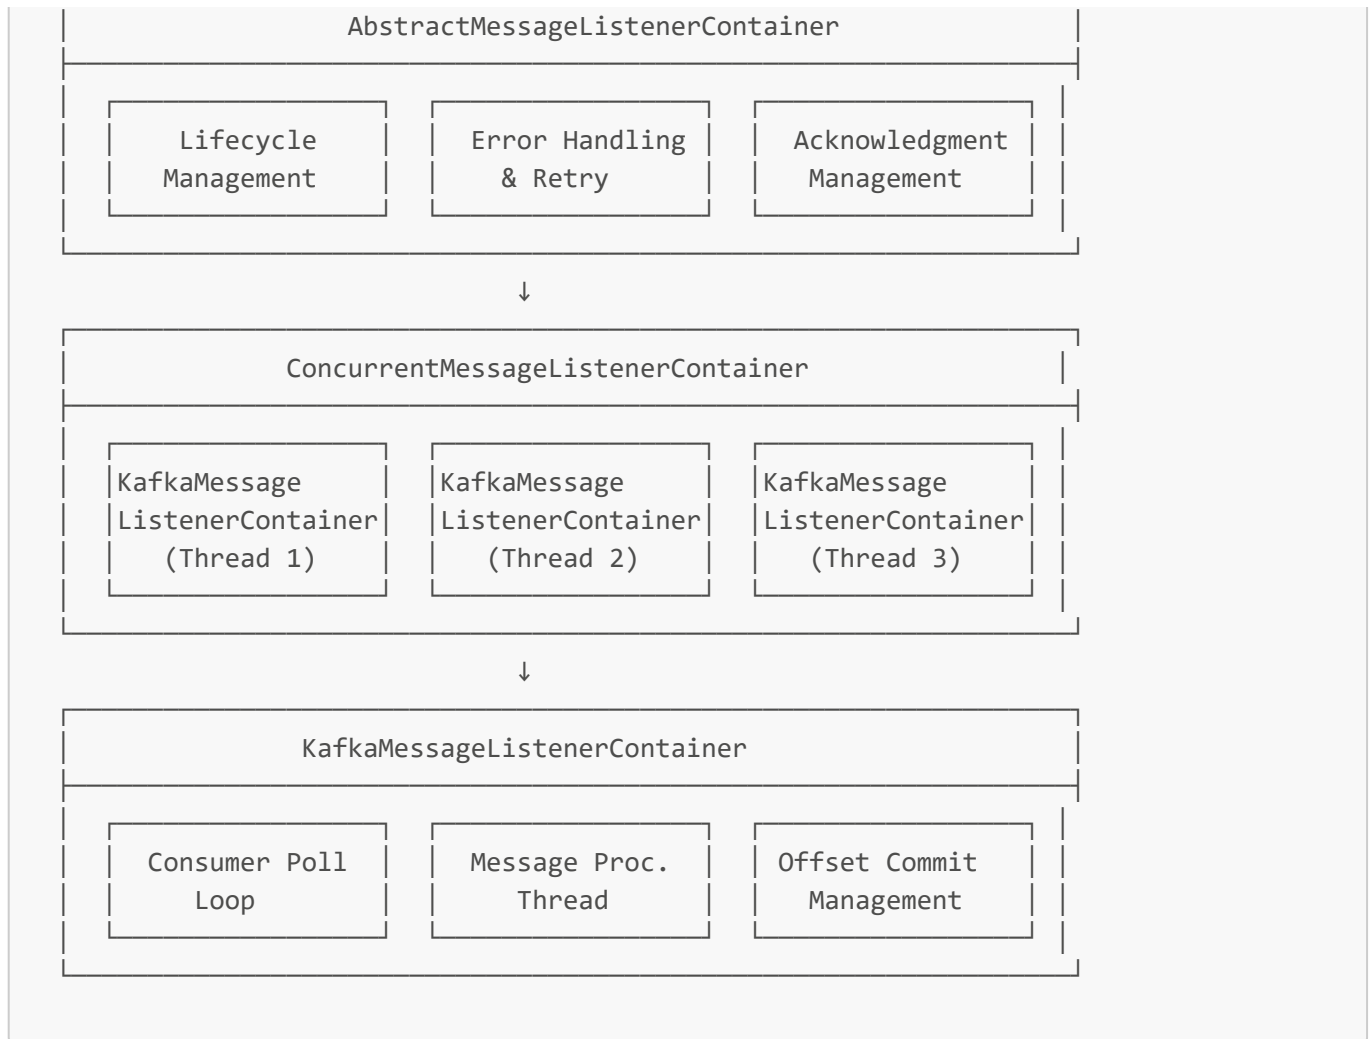 AbstractMessageListenerContainer
Lifecycle Error Handling Acknowledgment
Management & Retry Management
↓
ConcurrentMessageListenerContainer
KafkaMessage KafkaMessage KafkaMessage
ListenerContainer ListenerContainer ListenerContainer
(Thread 1) (Thread 2) (Thread 3)
↓
KafkaMessageListenerContainer
Consumer Poll Message Proc. Offset Commit
Loop Thread Management